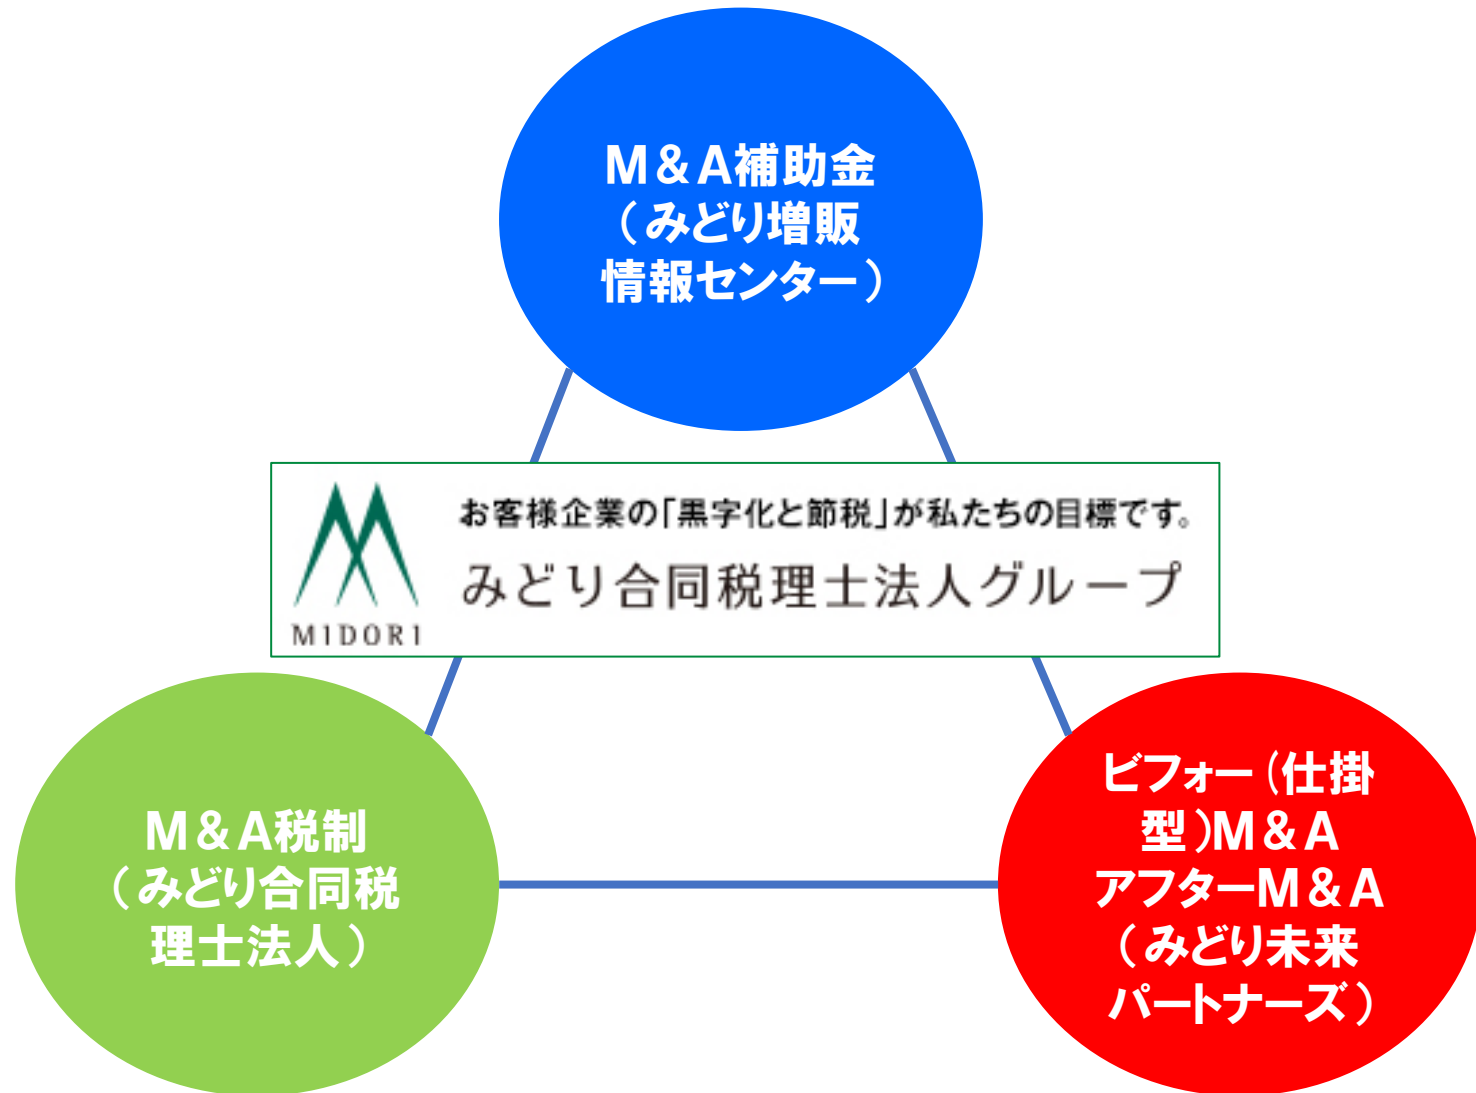 M＆A補助金
（みどり増販
情報センター）
お客様企業の「黒字化と節税」が私たちの目標です。
みどり合同税理士法人グループ
MIDORI
M＆A税制
（みどり合同税
理士法人）
ビフォー（仕掛
型）M＆A
アフターM＆A
（みどり未来
パートナーズ）